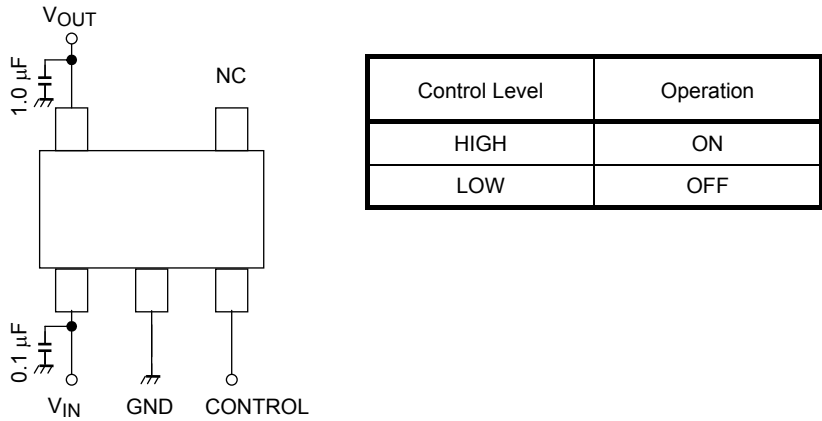 VOUT
1.0 μF
NC
Control Level Operation
HIGH ON
LOW OFF
0.1 μF
VIN GND CONTROL